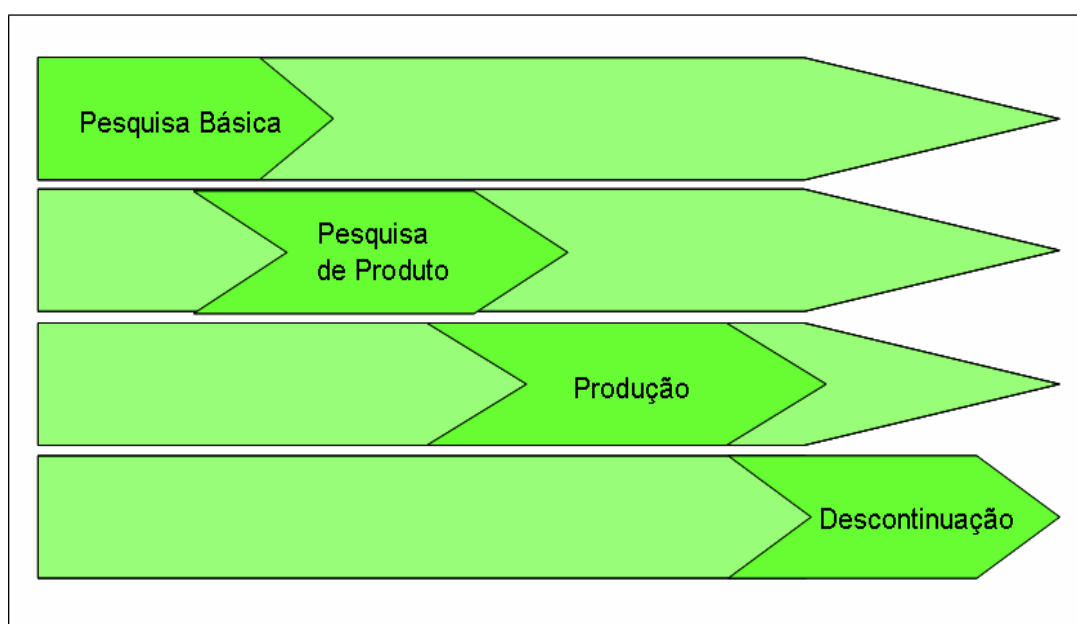 Pesquisa Básica
Pesquisa
de Produto
Produção
Descontinuação